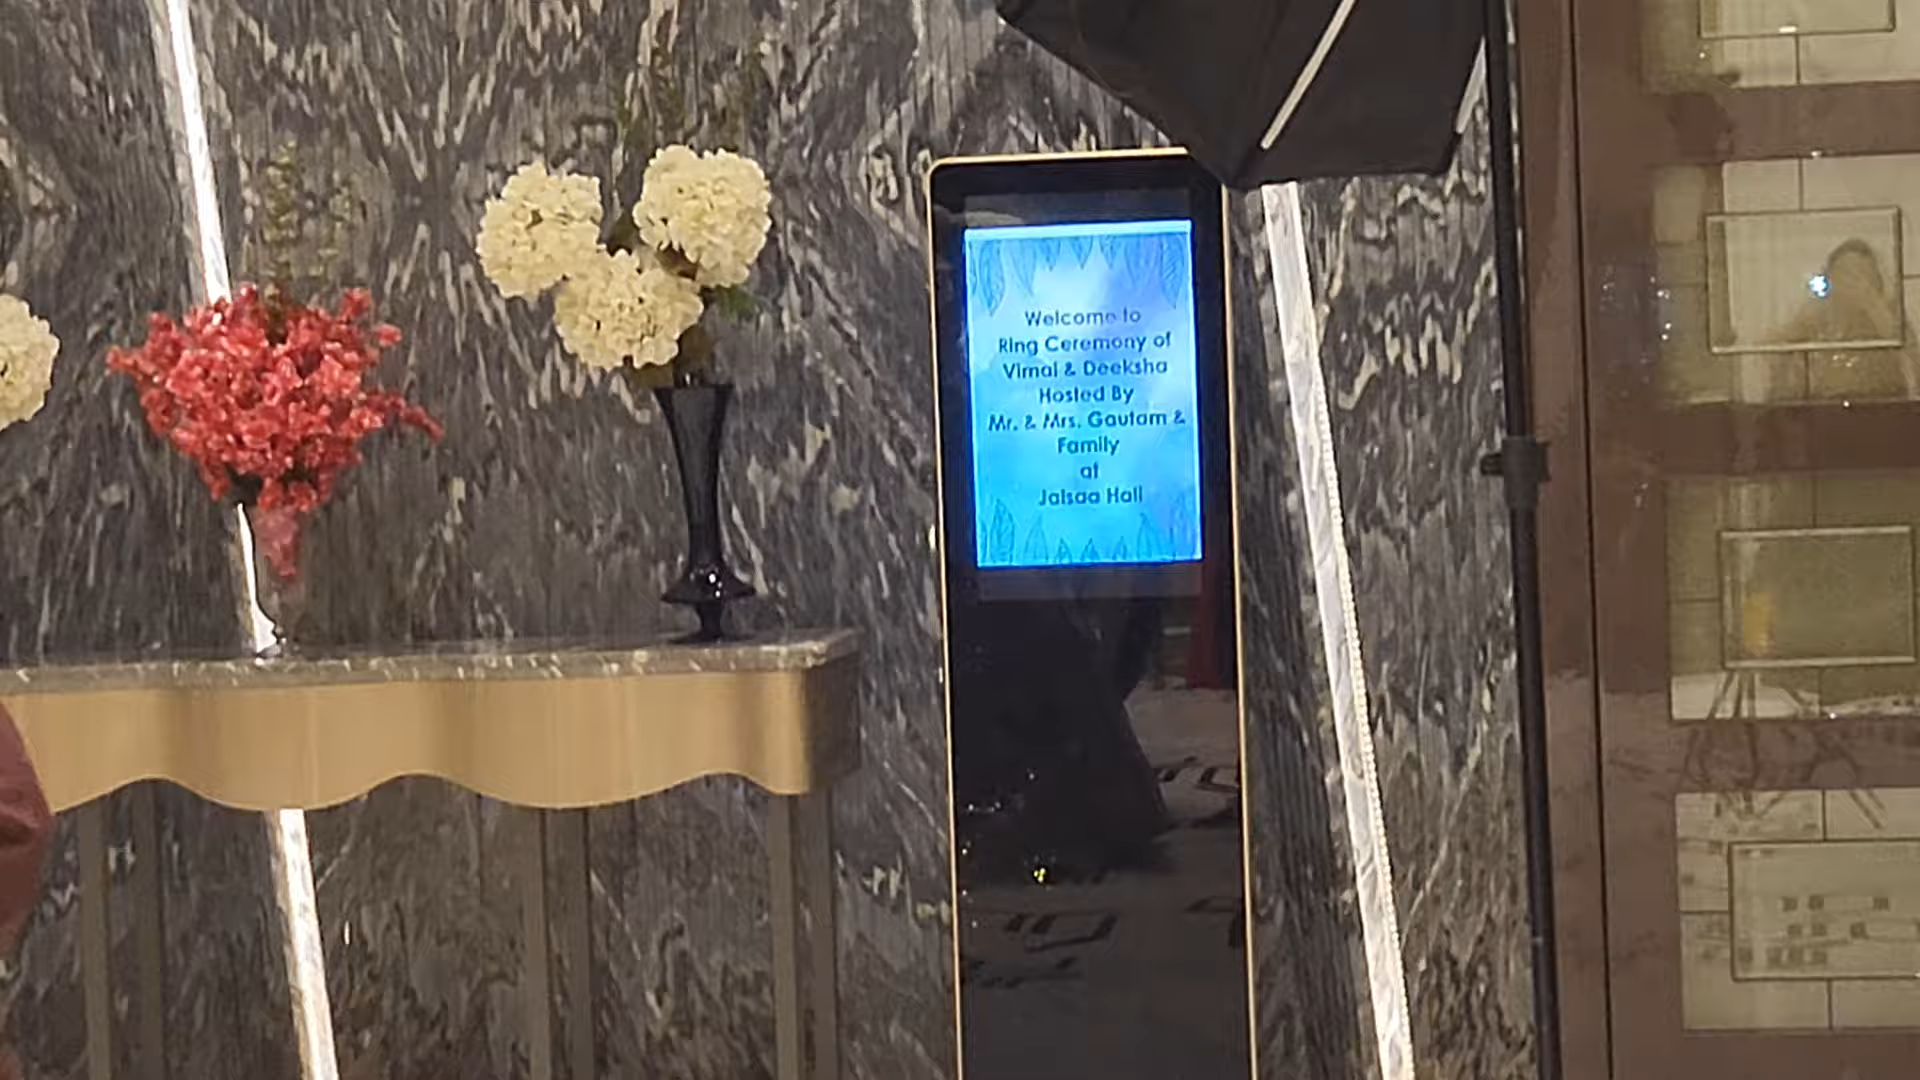 Welcome to
Ring Ceremony of
Vimal & Deeksha
Hosted By
Mr. & Mrs. Gautam &
Family
at
Jalsaa Hall